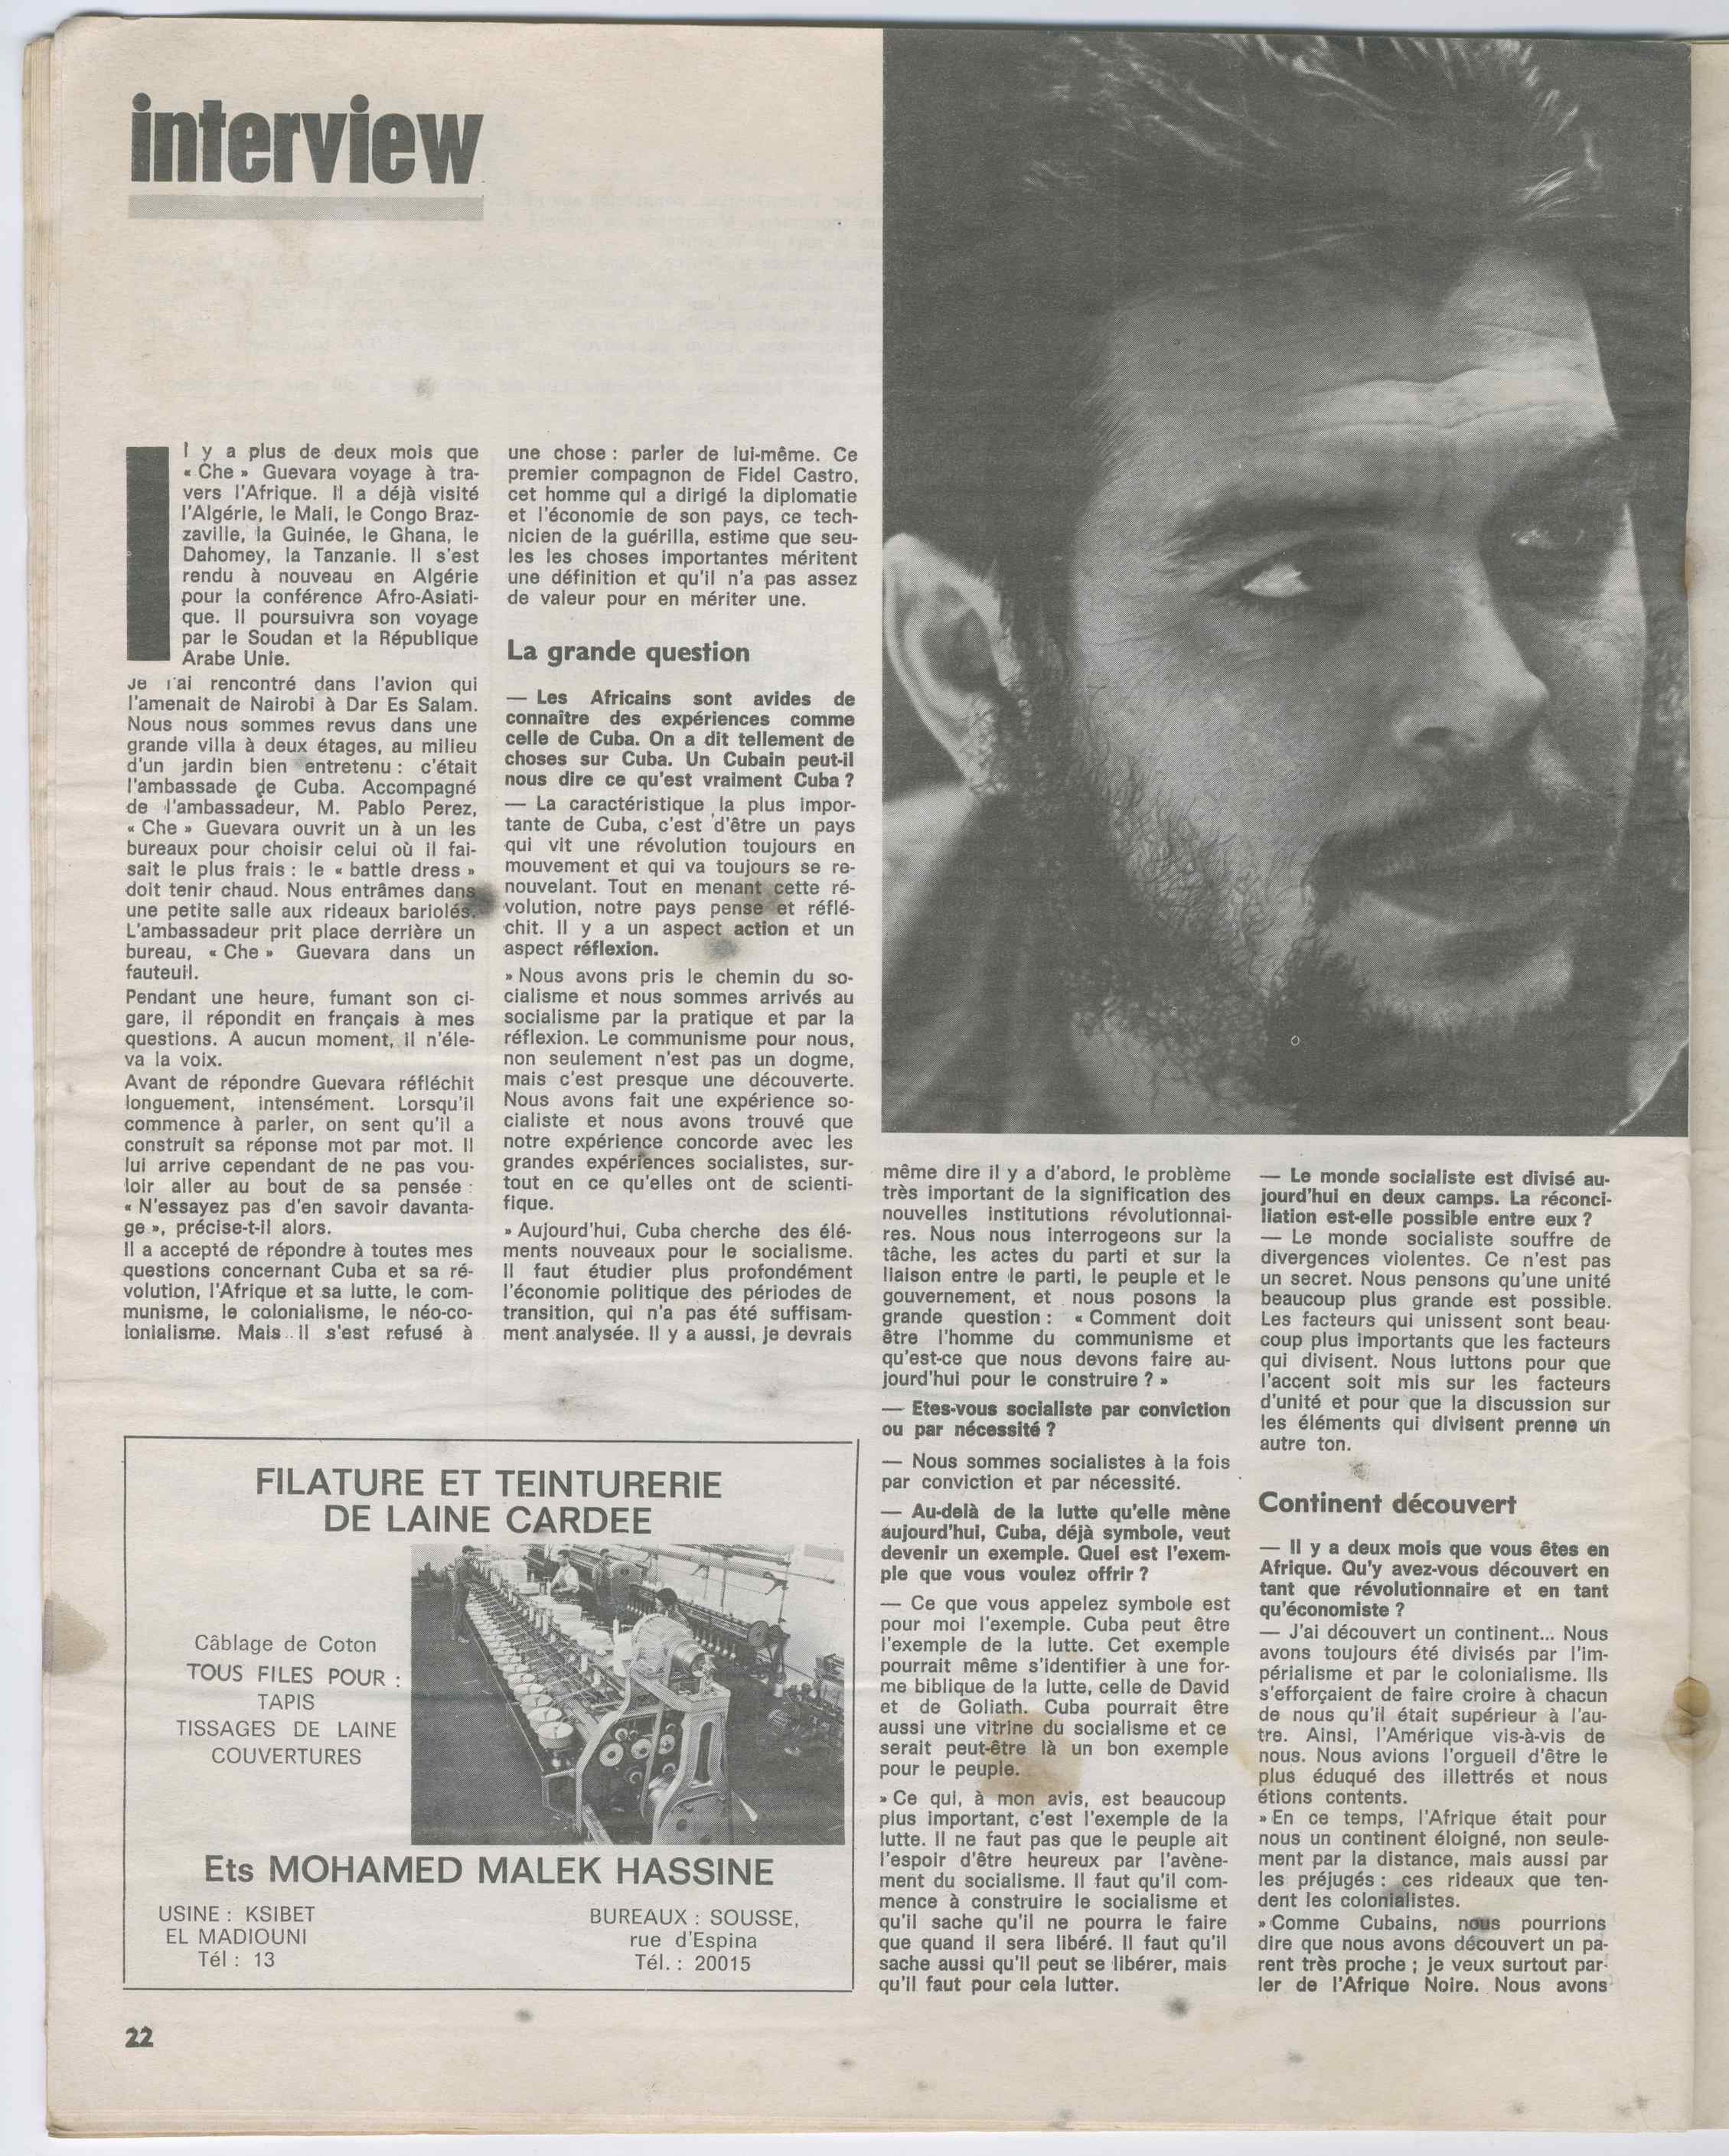 interview
Il y a plus de deux mois que
« Che » Guevara voyage à tra-
vers l'Afrique. Il a déjà visité
l'Algérie, le Mali, le Congo Braz-
zaville, la Guinée, le Ghana, le
Dahomey, la Tanzanie. Il s'est
rendu à nouveau en Algérie
pour la conférence Afro-Asiati-
que. Il poursuivra son voyage
par le Soudan et la République
Arabe Unie.
Je l'ai rencontré dans l'avion qui
l'amenait de Nairobi à Dar Es Salam.
Nous nous sommes revus dans une
grande villa à deux étages, au milieu
d'un jardin bien entretenu : c'était
l'ambassade de Cuba. Accompagné
de l'ambassadeur, M. Pablo Perez,
« Che » Guevara ouvrit un à un les
bureaux pour choisir celui où il fai-
sait le plus frais : le « battle dress »
doit tenir chaud. Nous entrâmes dans
une petite salle aux rideaux bariolés.
L'ambassadeur prit place derrière un
bureau, « Che » Guevara dans un
fauteuil.
Pendant une heure, fumant son ci-
gare, il répondit en français à mes
questions. A aucun moment, il n'éle-
va la voix.
Avant de répondre Guevara réfléchit
longuement, intensément. Lorsqu'il
commence à parler, on sent qu'il a
construit sa réponse mot par mot. Il
lui arrive cependant de ne pas vou-
loir aller au bout de sa pensée :
« N'essayez pas d'en savoir davanta-
ge », précise-t-il alors.
Il a accepté de répondre à toutes mes
questions concernant Cuba et sa ré-
volution, l'Afrique et sa lutte, le com-
munisme, le colonialisme, le néo-co-
lonialisme. Mais il s'est refusé à
une chose : parler de lui-même. Ce
premier compagnon de Fidel Castro,
cet homme qui a dirigé la diplomatie
et l'économie de son pays, ce tech-
nicien de la guérilla, estime que seu-
les les choses importantes méritent
une définition et qu'il n'a pas assez
de valeur pour en mériter une.
La grande question
— Les Africains sont avides de
connaître des expériences comme
celle de Cuba. On a dit tellement de
choses sur Cuba. Un Cubain peut-il
nous dire ce qu'est vraiment Cuba ?
— La caractéristique la plus impor-
tante de Cuba, c'est d'être un pays
qui vit une révolution toujours en
mouvement et qui va toujours se re-
nouvelant. Tout en menant cette ré-
volution, notre pays pense et réflé-
chit. Il y a un aspect action et un
aspect réflexion.
» Nous avons pris le chemin du so-
cialisme et nous sommes arrivés au
socialisme par la pratique et par la
réflexion. Le communisme pour nous,
non seulement n'est pas un dogme,
mais c'est presque une découverte.
Nous avons fait une expérience so-
cialiste et nous avons trouvé que
notre expérience concorde avec les
grandes expériences socialistes, sur-
tout en ce qu'elles ont de scienti-
fique.
» Aujourd'hui, Cuba cherche des élé-
ments nouveaux pour le socialisme.
Il faut étudier plus profondément
l'économie politique des périodes de
transition, qui n'a pas été suffisam-
ment analysée. Il y a aussi, je devrais
même dire il y a d'abord, le problème
très important de la signification des
nouvelles institutions révolutionnai-
res. Nous nous interrogeons sur la
tâche, les actes du parti et sur la
liaison entre le parti, le peuple et le
gouvernement, et nous posons la
grande question : « Comment doit
être l'homme du communisme et
qu'est-ce que nous devons faire au-
jourd'hui pour le construire ? »
— Etes-vous socialiste par conviction
ou par nécessité ?
— Nous sommes socialistes à la fois
par conviction et par nécessité.
— Au-delà de la lutte qu'elle mène
aujourd'hui, Cuba, déjà symbole, veut
devenir un exemple. Quel est l'exem-
ple que vous voulez offrir ?
— Ce que vous appelez symbole est
pour moi l'exemple. Cuba peut être
l'exemple de la lutte. Cet exemple
pourrait même s'identifier à une for-
me biblique de la lutte, celle de David
et de Goliath. Cuba pourrait être
aussi une vitrine du socialisme et ce
serait peut-être là un bon exemple
pour le peuple.
» Ce qui, à mon avis, est beaucoup
plus important, c'est l'exemple de la
lutte. Il ne faut pas que le peuple ait
l'espoir d'être heureux par l'avène-
ment du socialisme. Il faut qu'il com-
mence à construire le socialisme et
qu'il sache qu'il ne pourra le faire
que quand il sera libéré. Il faut qu'il
sache aussi qu'il peut se libérer, mais
qu'il faut pour cela lutter.
— Le monde socialiste est divisé au-
jourd'hui en deux camps. La réconci-
liation est-elle possible entre eux ?
— Le monde socialiste souffre de
divergences violentes. Ce n'est pas
un secret. Nous pensons qu'une unité
beaucoup plus grande est possible.
Les facteurs qui unissent sont beau-
coup plus importants que les facteurs
qui divisent. Nous luttons pour que
l'accent soit mis sur les facteurs
d'unité et pour que la discussion sur
les éléments qui divisent prenne un
autre ton.
Continent découvert
— Il y a deux mois que vous êtes en
Afrique. Qu'y avez-vous découvert en
tant que révolutionnaire et en tant
qu'économiste ?
— J'ai découvert un continent... Nous
avons toujours été divisés par l'im-
périalisme et par le colonialisme. Ils
s'efforçaient de faire croire à chacun
de nous qu'il était supérieur à l'au-
tre. Ainsi, l'Amérique vis-à-vis de
nous. Nous avions l'orgueil d'être le
plus éduqué des illettrés et nous
étions contents.
» En ce temps, l'Afrique était pour
nous un continent éloigné, non seule-
ment par la distance, mais aussi par
les préjugés : ces rideaux que ten-
dent les colonialistes.
» Comme Cubains, nous pourrions
dire que nous avons découvert un pa-
rent très proche ; je veux surtout par-
ler de l'Afrique Noire. Nous avons
FILATURE ET TEINTURERIE
DE LAINE CARDEE
Câblage de Coton
TOUS FILES POUR :
TAPIS
TISSAGES DE LAINE
COUVERTURES
Ets MOHAMED MALEK HASSINE
USINE : KSIBET
EL MADIOUNI
Tél : 13
BUREAUX : SOUSSE,
rue d'Espina
Tél. : 20015
22